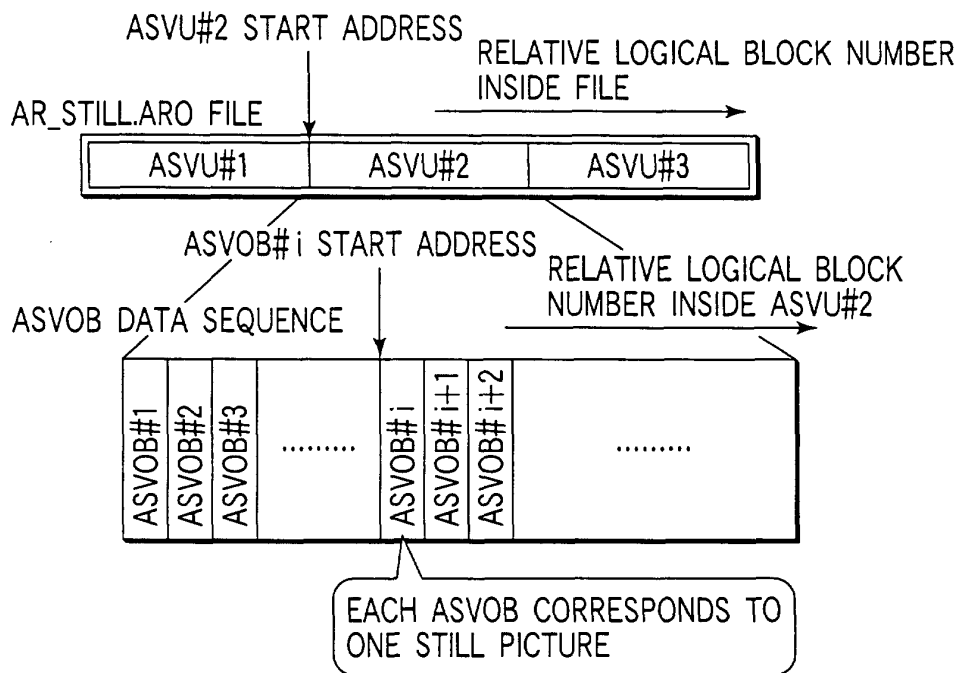 ASVU#2 START ADDRESS
RELATIVE LOGICAL BLOCK NUMBER
INSIDE FILE
AR_STILL.ARO FILE
ASVU#1
ASVU#2
ASVU#3
ASVOB#i START ADDRESS
RELATIVE LOGICAL BLOCK
NUMBER INSIDE ASVU#2
ASVOB DATA SEQUENCE
ASVOB#1
ASVOB#2
ASVOB#3
.........
ASVOB#i
ASVOB#i+1
ASVOB#i+2
.........
EACH ASVOB CORRESPONDS TO
ONE STILL PICTURE